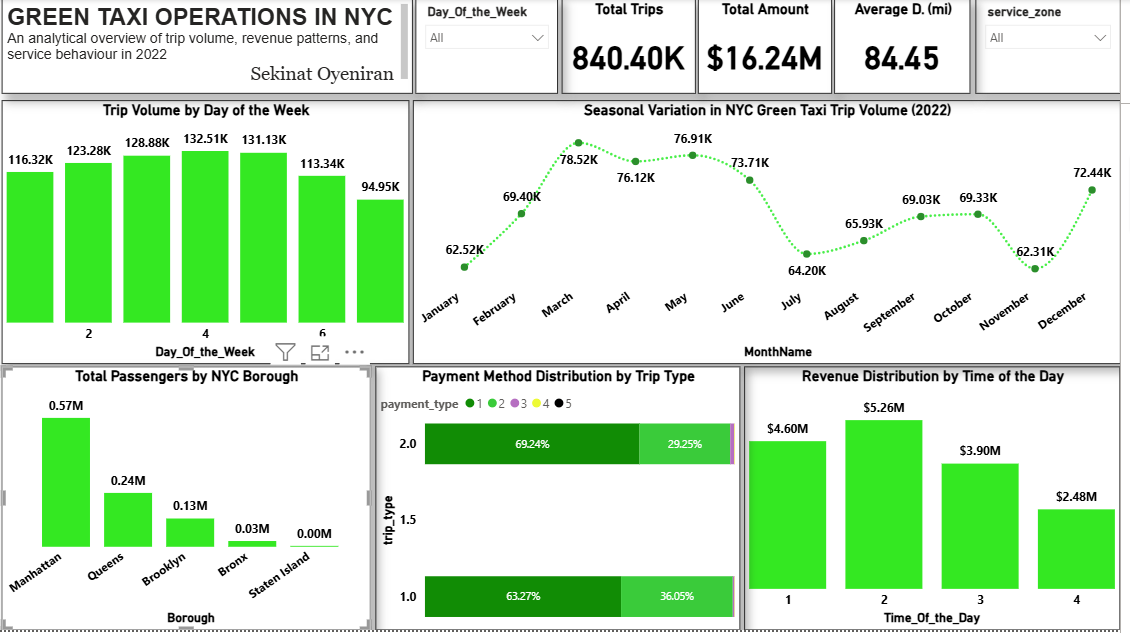 GREEN TAXI OPERATIONS IN NYC
An analytical overview of trip volume, revenue patterns, and
service behaviour in 2022
Sekinat Oyeniran
Day_Of_the_Week
All
Total Trips
840.40K
Total Amount
$16.24M
Average D. (mi)
84.45
service_zone
All
Trip Volume by Day of the Week
116.32K
123.28K
128.88K
132.51K
131.13K
113.34K
94.95K
2
4
6
Day_Of_the_Week
Seasonal Variation in NYC Green Taxi Trip Volume (2022)
62.52K
69.40K
78.52K
76.12K
76.91K
73.71K
64.20K
65.93K
69.03K
69.33K
62.31K
72.44K
January
February
March
April
May
June
July
August
September
October
November
December
MonthName
Total Passengers by NYC Borough
0.57M
0.24M
0.13M
0.03M
0.00M
Manhattan
Queens
Brooklyn
Bronx
Staten Island
Borough
Payment Method Distribution by Trip Type
payment_type 1 2 3 4 5
trip_type
2.0
69.24%
29.25%
1.5
1.0
63.27%
36.05%
Revenue Distribution by Time of the Day
$4.60M
$5.26M
$3.90M
$2.48M
1
2
3
4
Time_Of_the_Day